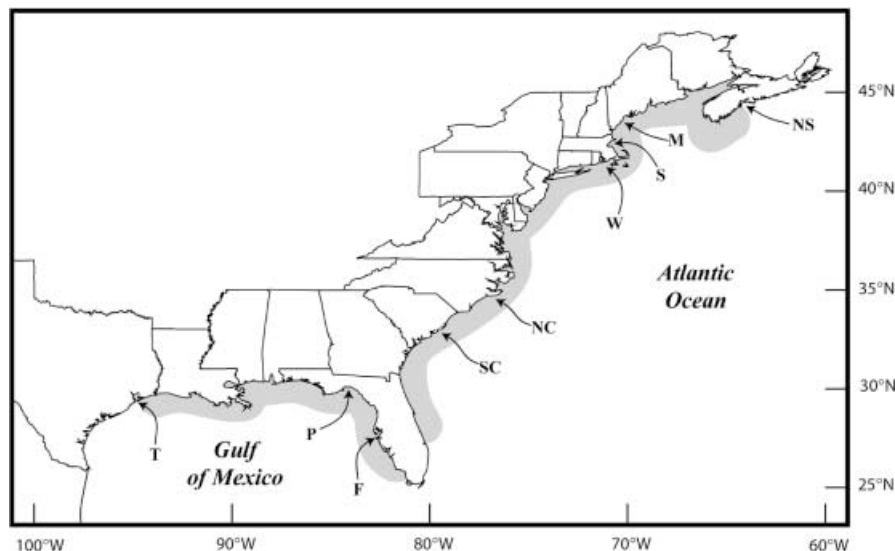 45°N
NS
M
S
40°N
W
Atlantic
Ocean
35°N
NC
SC
30°N
P
Gulf
of Mexico
T
F
25°N
100°W
90°W
80°W
70°W
60°W